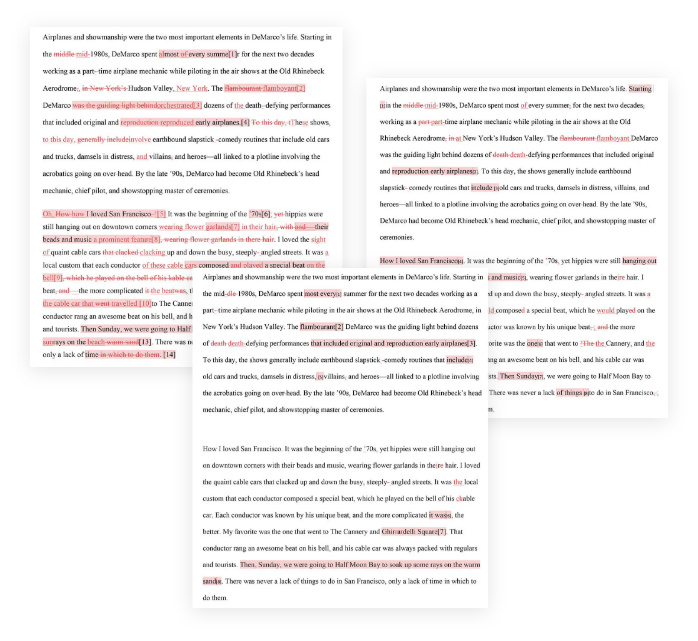 Airplanes and showmanship were the two most important elements in DeMarco's life. Starting in
the middle mid-1980s, DeMarco spent almost of every summe[1]r for the next two decades
working as a part–time airplane mechanic while piloting in the air shows at the Old Rhinebeck
Aerodrome, in New York's Hudson Valley, New York. The flambourant flamboyant[2]
DeMarco was the guiding light behindorchestrated[3] dozens of the death–defying performances
that included original and reproduction reproduced early airplanes.[4] To this day, tThese shows,
to this day, generally includeinvolve earthbound slapstick -comedy routines that include old cars
and trucks, damsels in distress, and villains, and heroes—all linked to a plotline involving the
acrobatics going on over-head. By the late '90s, DeMarco had become Old Rhinebeck's head
mechanic, chief pilot, and showstopping master of ceremonies.
Oh, How how I loved San Francisco. ![5] It was the beginning of the '70s[6], yet hippies were
still hanging out on downtown corners wearing flower garlands[7] in their hair, with and—their
beads and music a prominent feature[8], wearing flower garlands in there hair. I loved the sight
of quaint cable cars that clacked clacking up and down the busy, steeply- angled streets. It was a
local custom that each conductor of these cable cars composed and played a special beat on the
bell[9], which he played on the bell of his kable
beat, and —the more complicated it the beatwas, th
the cable car that went travelled [10]to The Canner
conductor rang an awesome beat on his bell, and h
and tourists. Then Sunday, we were going to Half
rays on the beach warm sand[13]. There was n
only a lack of time in which to do them. [14]
Airplanes and showmanship were the two most important elements in DeMarco's life. Starting
in the middle mid-1980s, DeMarco spent most of every summer, for the next two decades,
working as a part part-time airplane mechanic while piloting in the air shows at the Old
Rhinebeck Aerodrome, in at New York's Hudson Valley. The flambourant flamboyant DeMarco
was the guiding light behind dozens of death death-defying performances that included original
and reproduction early airplanes. To this day, the shows generally include earthbound
slapstick- comedy routines that include old cars and trucks, damsels in distress, villains, and
heroes—all linked to a plotline involving the acrobatics going on over-head. By the late '90s,
DeMarco had become Old Rhinebeck's head mechanic, chief pilot, and showstopping master of
ceremonies.
How I loved San Francisco. It was the beginning of the '70s, yet hippies were still hanging out
and music, wearing flower garlands in theire hair. I
d up and down the busy, steeply- angled streets. It was a
composed a special beat, which he would played on
ctor was known by his unique beat, ; and the more
orite was the one that went to 'The the Cannery, and the
ang an awesome beat on his bell, and his cable car was
sts. Then Sunday, we were going to Half Moon Bay to
There was never a lack of things to do in San Francisco,
m.
Airplanes and showmanship were the two most important elements in DeMarco's life. Starting in
the mid-dle 1980s, DeMarco spent most every summer for the next two decades working as a
part–time airplane mechanic while piloting in the air shows at the Old Rhinebeck Aerodrome, in
New York's Hudson Valley. The flambourant[2] DeMarco was the guiding light behind dozens
of death death–defying performances that included original and reproduction early airplanes[3].
To this day, the shows generally include earthbound slapstick -comedy routines that include
old cars and trucks, damsels in distress, villains, and heroes—all linked to a plotline involving
the acrobatics going on over-head. By the late '90s, DeMarco had become Old Rhinebeck's head
mechanic, chief pilot, and showstopping master of ceremonies.
How I loved San Francisco. It was the beginning of the '70s, yet hippies were still hanging out
on downtown corners with their beads and music, wearing flower garlands in theire hair. I loved
the quaint cable cars that clacked up and down the busy, steeply- angled streets. It was the local
custom that each conductor composed a special beat, which he played on the bell of his ckable
car. Each conductor was known by his unique beat, and the more complicated it was, the
better. My favorite was the one that went to The Cannery and Ghirardelli Square[7]. That
conductor rang an awesome beat on his bell, and his cable car was always packed with regulars
and tourists. Then, Sunday, we were going to Half Moon Bay to soak up some rays on the warm
sand. There was never a lack of things to do in San Francisco, only a lack of time in which to
do them.